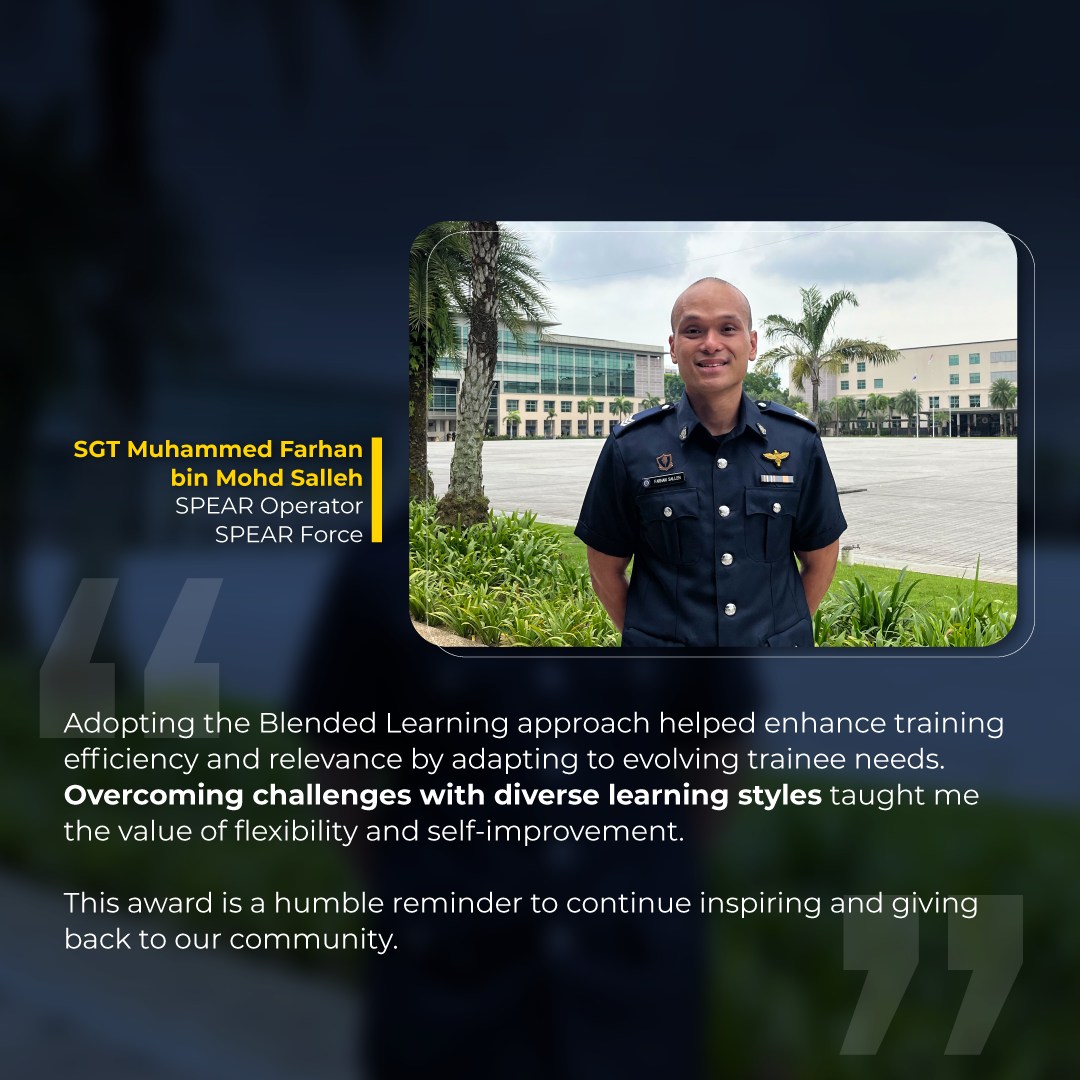 SGT Muhammed Farhan
bin Mohd Salleh
SPEAR Operator
SPEAR Force
FARHAN SALLEH
Adopting the Blended Learning approach helped enhance training
efficiency and relevance by adapting to evolving trainee needs.
Overcoming challenges with diverse learning styles taught me
the value of flexibility and self-improvement.
This award is a humble reminder to continue inspiring and giving
back to our community.